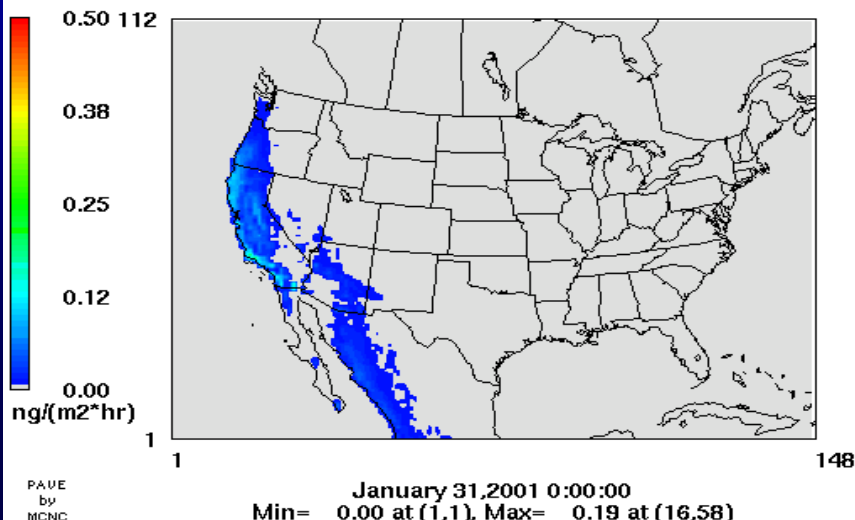 0.50 112
0.38
0.25
0.12
0.00
ng/(m2*hr)
1
1 148
PAVE
by
MCNC
January 31,2001 0:00:00
Min= 0.00 at (1,1), Max= 0.19 at (16,58)